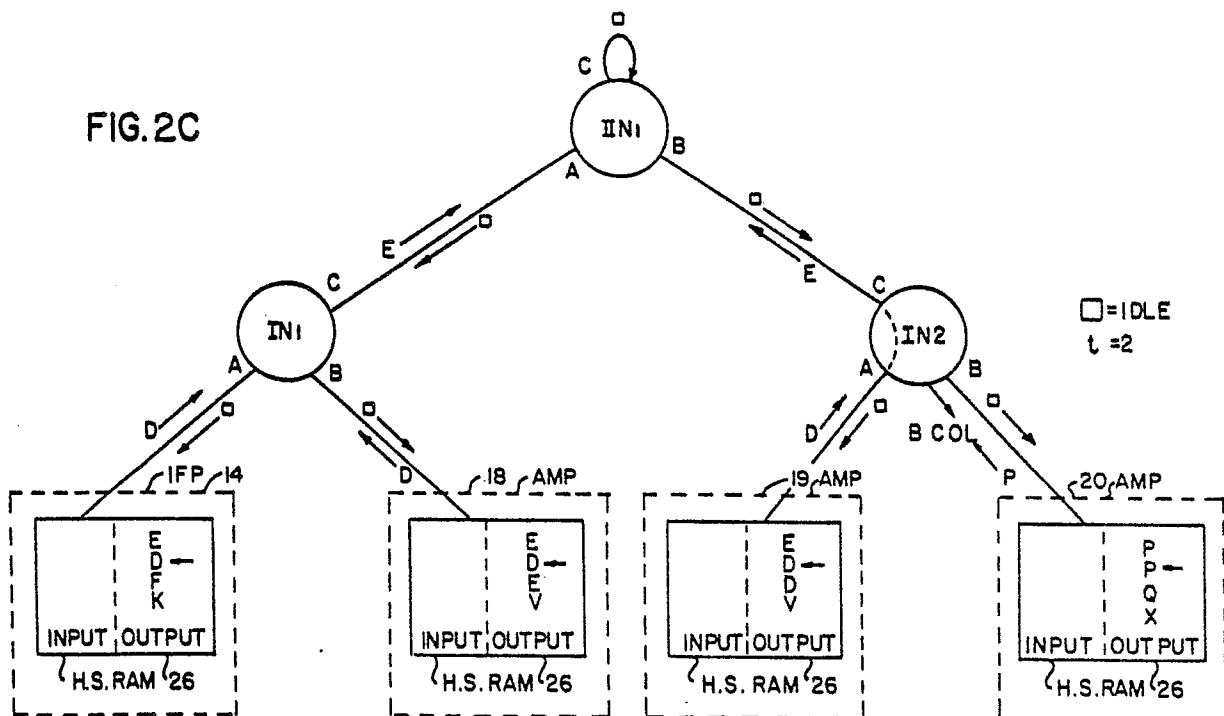 FIG. 2C
□
C
IIN1
A
B
E
□
□
E
C
C
IN1
IN2
□=IDLE
t=2
A
B
A
B
D
□
□
D
D
□
B COL
□
P
IFP 14
18 AMP
19 AMP
20 AMP
E
D
F
K
INPUT OUTPUT
H.S. RAM 26
E
D
E
V
INPUT OUTPUT
H.S. RAM 26
E
D
D
V
INPUT OUTPUT
H.S. RAM 26
P
P
Q
X
INPUT OUTPUT
H.S. RAM 26